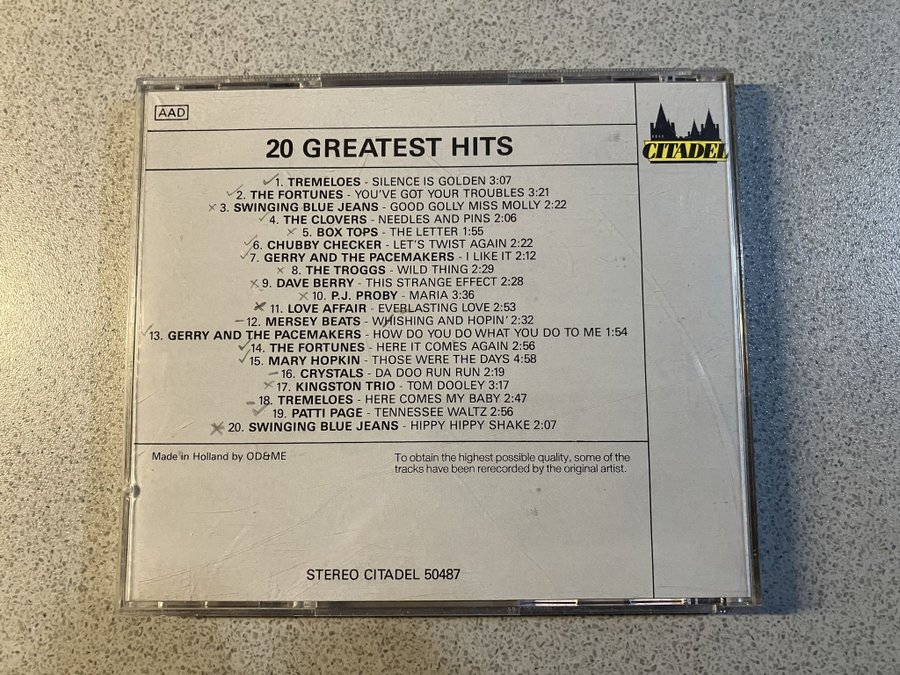 AAD
20 GREATEST HITS
CITADEL
1. TREMELOES - SILENCE IS GOLDEN 3:07
2. THE FORTUNES - YOU'VE GOT YOUR TROUBLES 3:21
3. SWINGING BLUE JEANS - GOOD GOLLY MISS MOLLY 2:22
4. THE CLOVERS - NEEDLES AND PINS 2:06
5. BOX TOPS - THE LETTER 1:55
6. CHUBBY CHECKER - LET'S TWIST AGAIN 2:22
7. GERRY AND THE PACEMAKERS - I LIKE IT 2:12
8. THE TROGGS - WILD THING 2:29
9. DAVE BERRY - THIS STRANGE EFFECT 2:28
10. P.J. PROBY - MARIA 3:36
11. LOVE AFFAIR - EVERLASTING LOVE 2:53
12. MERSEY BEATS - WHISHING AND HOPIN' 2:32
13. GERRY AND THE PACEMAKERS - HOW DO YOU DO WHAT YOU DO TO ME 1:54
14. THE FORTUNES - HERE IT COMES AGAIN 2:56
15. MARY HOPKIN - THOSE WERE THE DAYS 4:58
16. CRYSTALS - DA DOO RUN RUN 2:19
17. KINGSTON TRIO - TOM DOOLEY 3:17
18. TREMELOES - HERE COMES MY BABY 2:47
19. PATTI PAGE - TENNESSEE WALTZ 2:56
20. SWINGING BLUE JEANS - HIPPY HIPPY SHAKE 2:07
Made in Holland by OD&ME
To obtain the highest possible quality, some of the
tracks have been rerecorded by the original artist.
STEREO CITADEL 50487